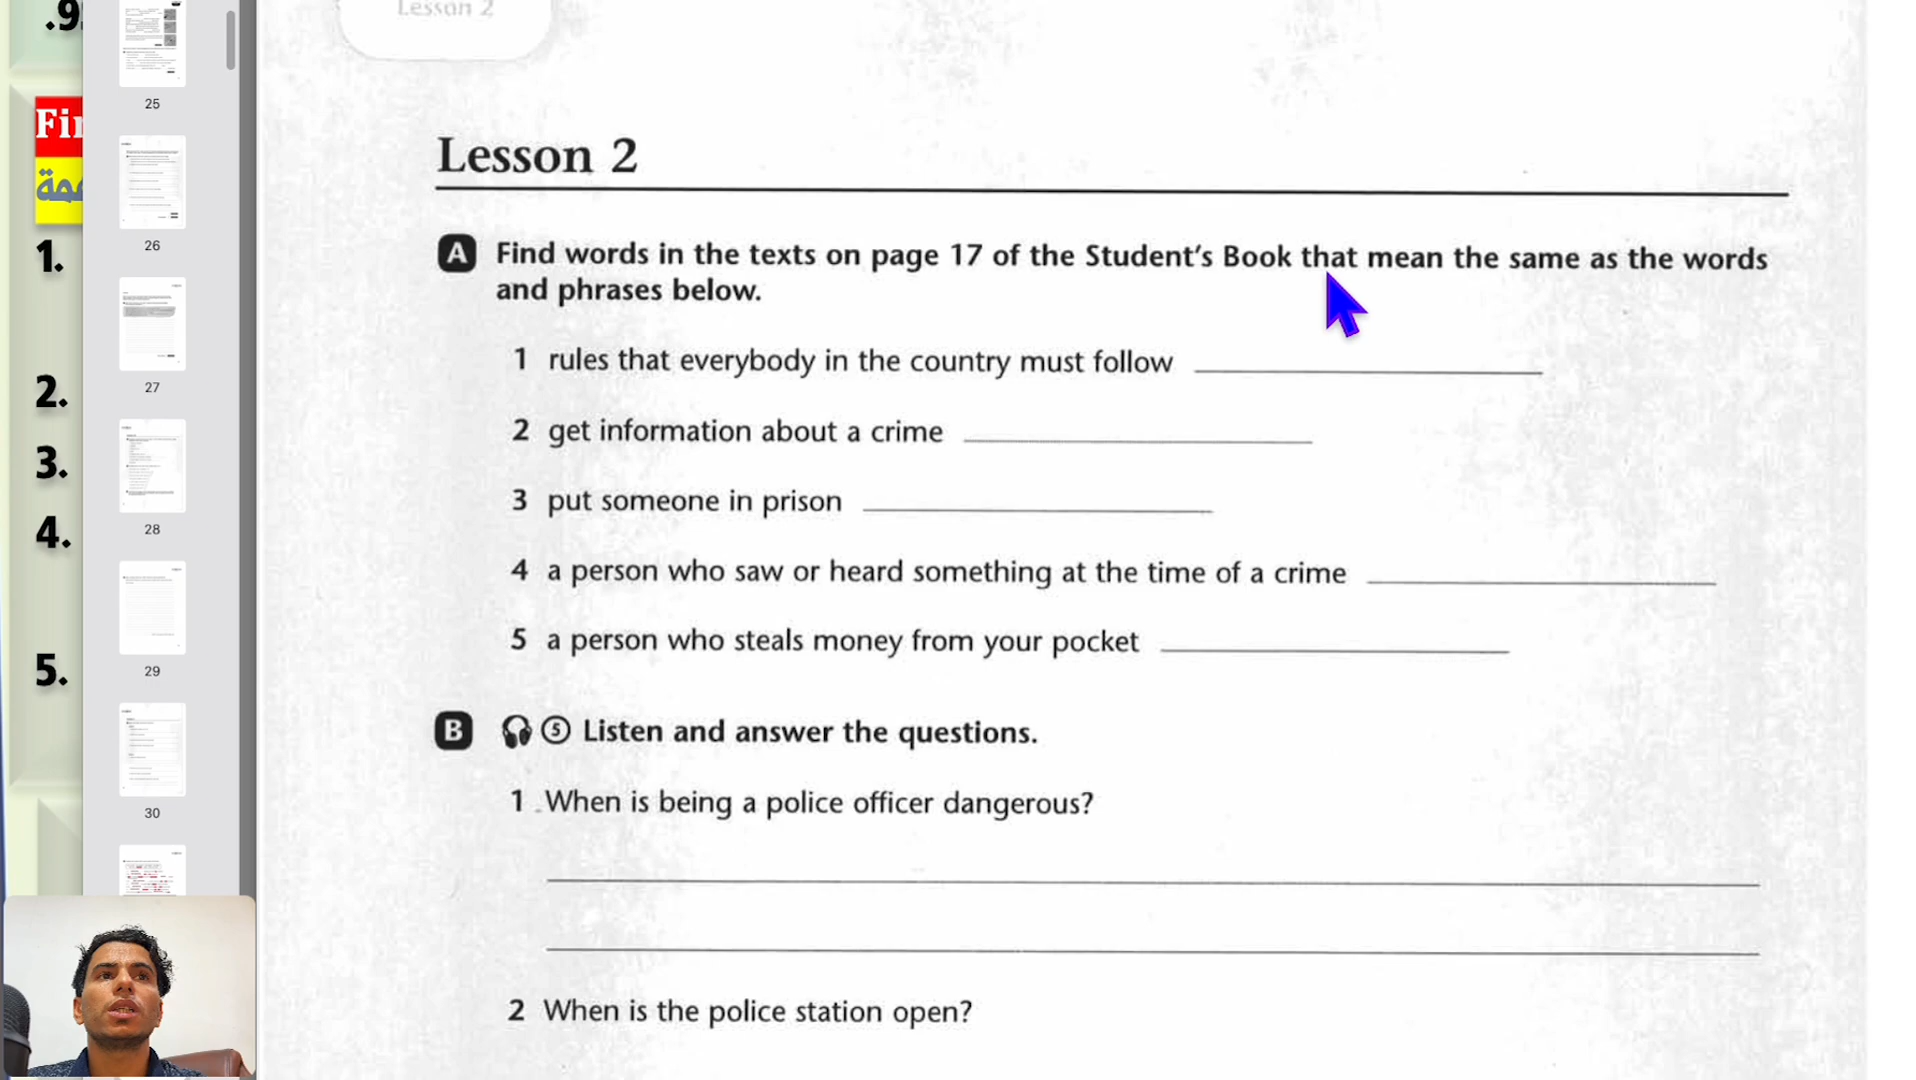 Lesson 2
.9
25
Fir
26
1.
27
2.
3.
28
4.
29
5.
30
Lesson 2
A Find words in the texts on page 17 of the Student's Book that mean the same as the words
and phrases below.
1 rules that everybody in the country must follow
2 get information about a crime
3 put someone in prison
4 a person who saw or heard something at the time of a crime
5 a person who steals money from your pocket
B 5 Listen and answer the questions.
1 When is being a police officer dangerous?
2 When is the police station open?